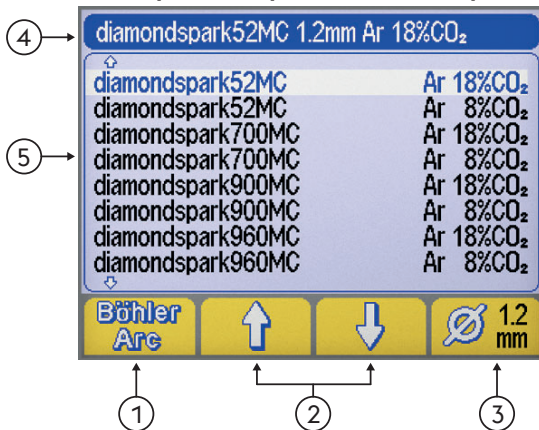 ④ diamondspark52MC 1.2mm Ar 18%CO₂
diamondspark52MC Ar 18%CO₂
diamondspark52MC Ar 8%CO₂
diamondspark700MC Ar 18%CO₂
⑤ diamondspark700MC Ar 8%CO₂
diamondspark900MC Ar 18%CO₂
diamondspark900MC Ar 8%CO₂
diamondspark960MC Ar 18%CO₂
diamondspark960MC Ar 8%CO₂
Böhler
Arc
Ø 1.2
mm
① ② ③